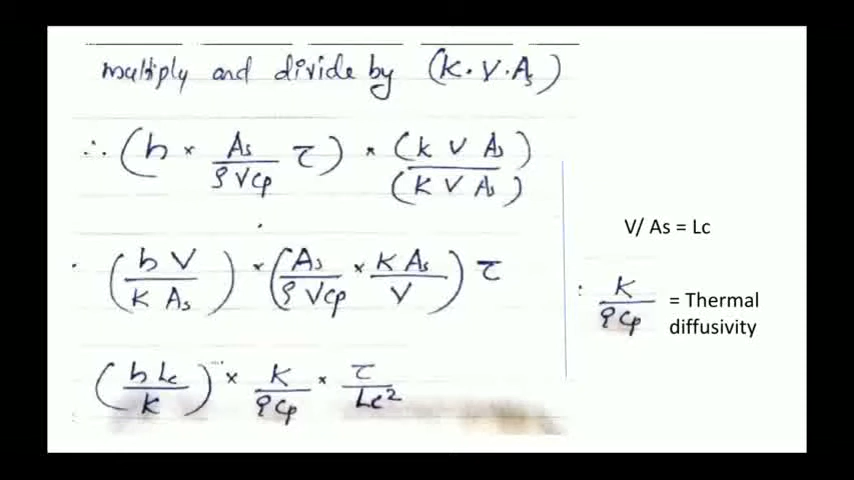 multiply and divide by (K·V·As)
∴ (h × As/ρVCp τ) × (K V As)/(K V As)
(h V/K As) × (As/ρVCp × K As/V) τ
(h Lc/K) × K/ρCp × τ/Lc²
V/ As = Lc
: K/ρCp = Thermal
diffusivity